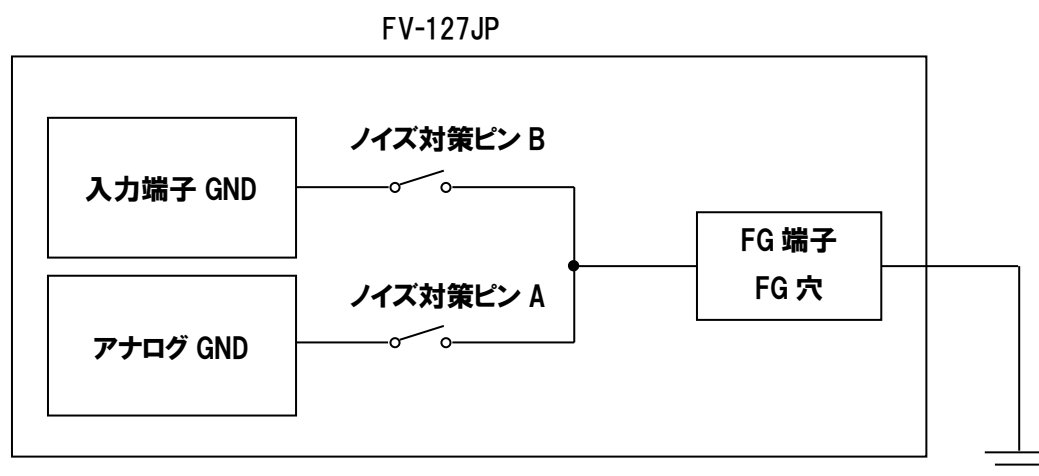 FV-127JP
ノイズ対策ピン B
入力端子 GND
FG 端子
FG 穴
ノイズ対策ピン A
アナログ GND